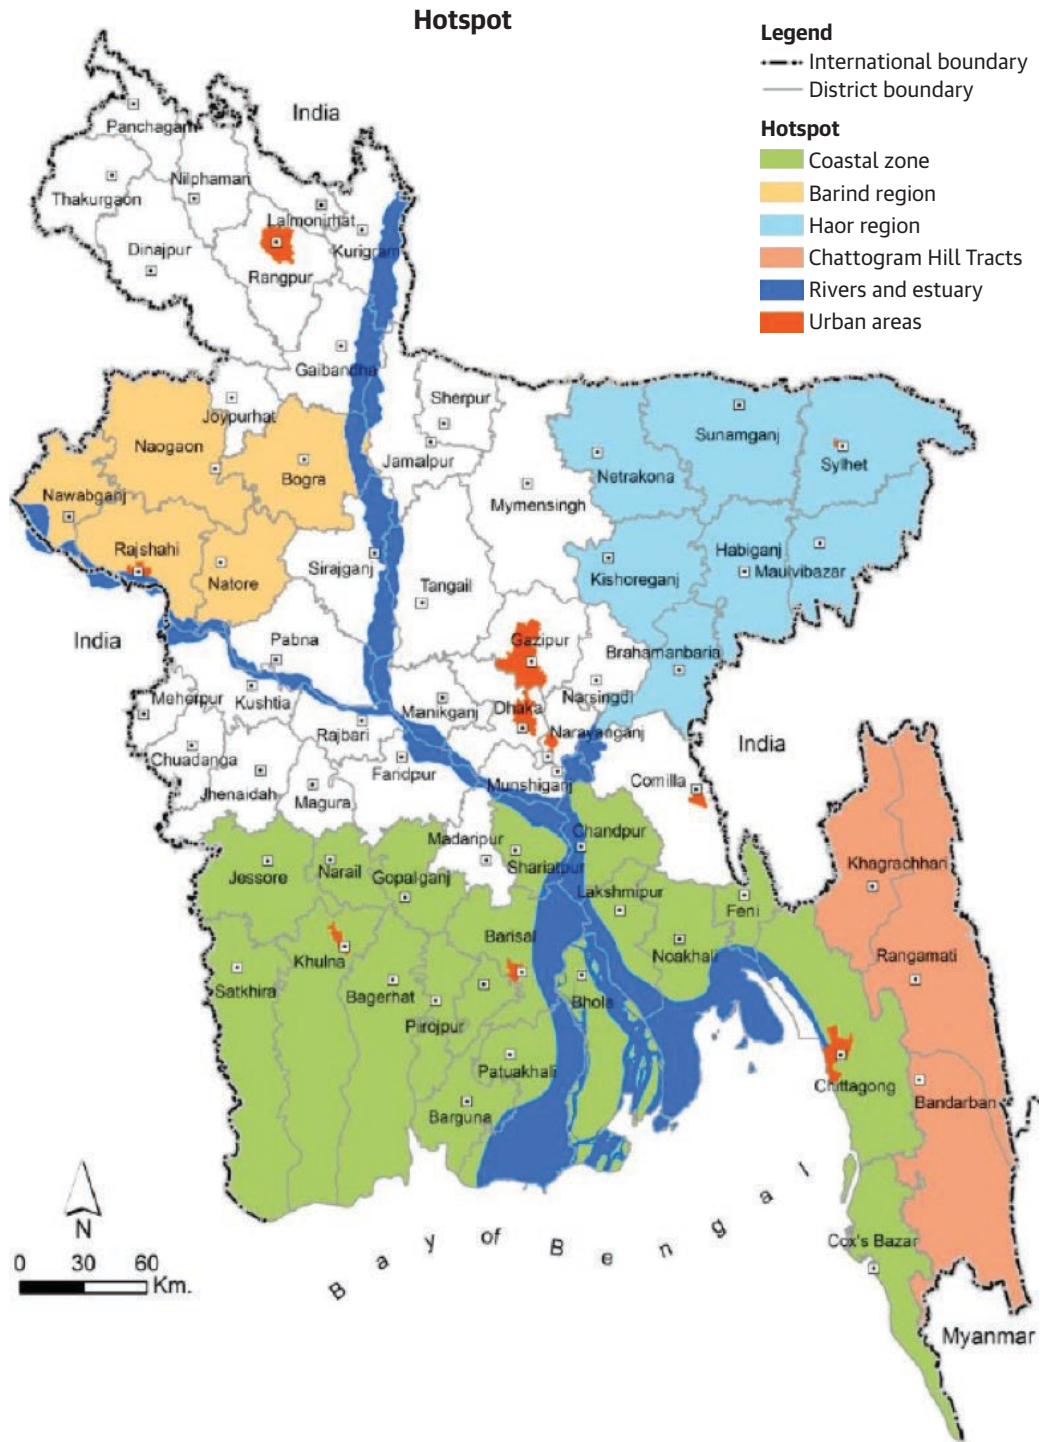 Hotspot
Legend
International boundary
District boundary
Hotspot
Coastal zone
Barind region
Haor region
Chattogram Hill Tracts
Rivers and estuary
Urban areas
India
Panchagarh
Nilphamari
Thakurgaon
Lalmonirhat
Dinajpur
Kurigram
Rangpur
Gaibandha
Joypurhat
Sherpur
Naogaon
Sunamganj
Jamalpur
Sylhet
Bogra
Netrakona
Nawabganj
Mymensingh
Rajshahi
Habiganj
Sirajganj
Kishoreganj
Maulvibazar
Natore
Tangail
India
Pabna
Gazipur
Brahamanbaria
Meherpur
Kushtia
Narsingdi
Manikganj
Dhaka
Rajbari
Narayanganj
India
Chuadanga
Faridpur
Munshiganj
Comilla
Jhenaidah
Magura
Madaripur
Chandpur
Khagrachhari
Shariatpur
Jessore
Narail
Gopalganj
Lakshmipur
Feni
Barisal
Noakhali
Rangamati
Khulna
Satkhira
Bagerhat
Bhola
Pirojpur
Patuakhali
Chittagong
Bandarban
Barguna
Bay of Bengal
Cox's Bazar
N
0 30 60
Km.
Myanmar